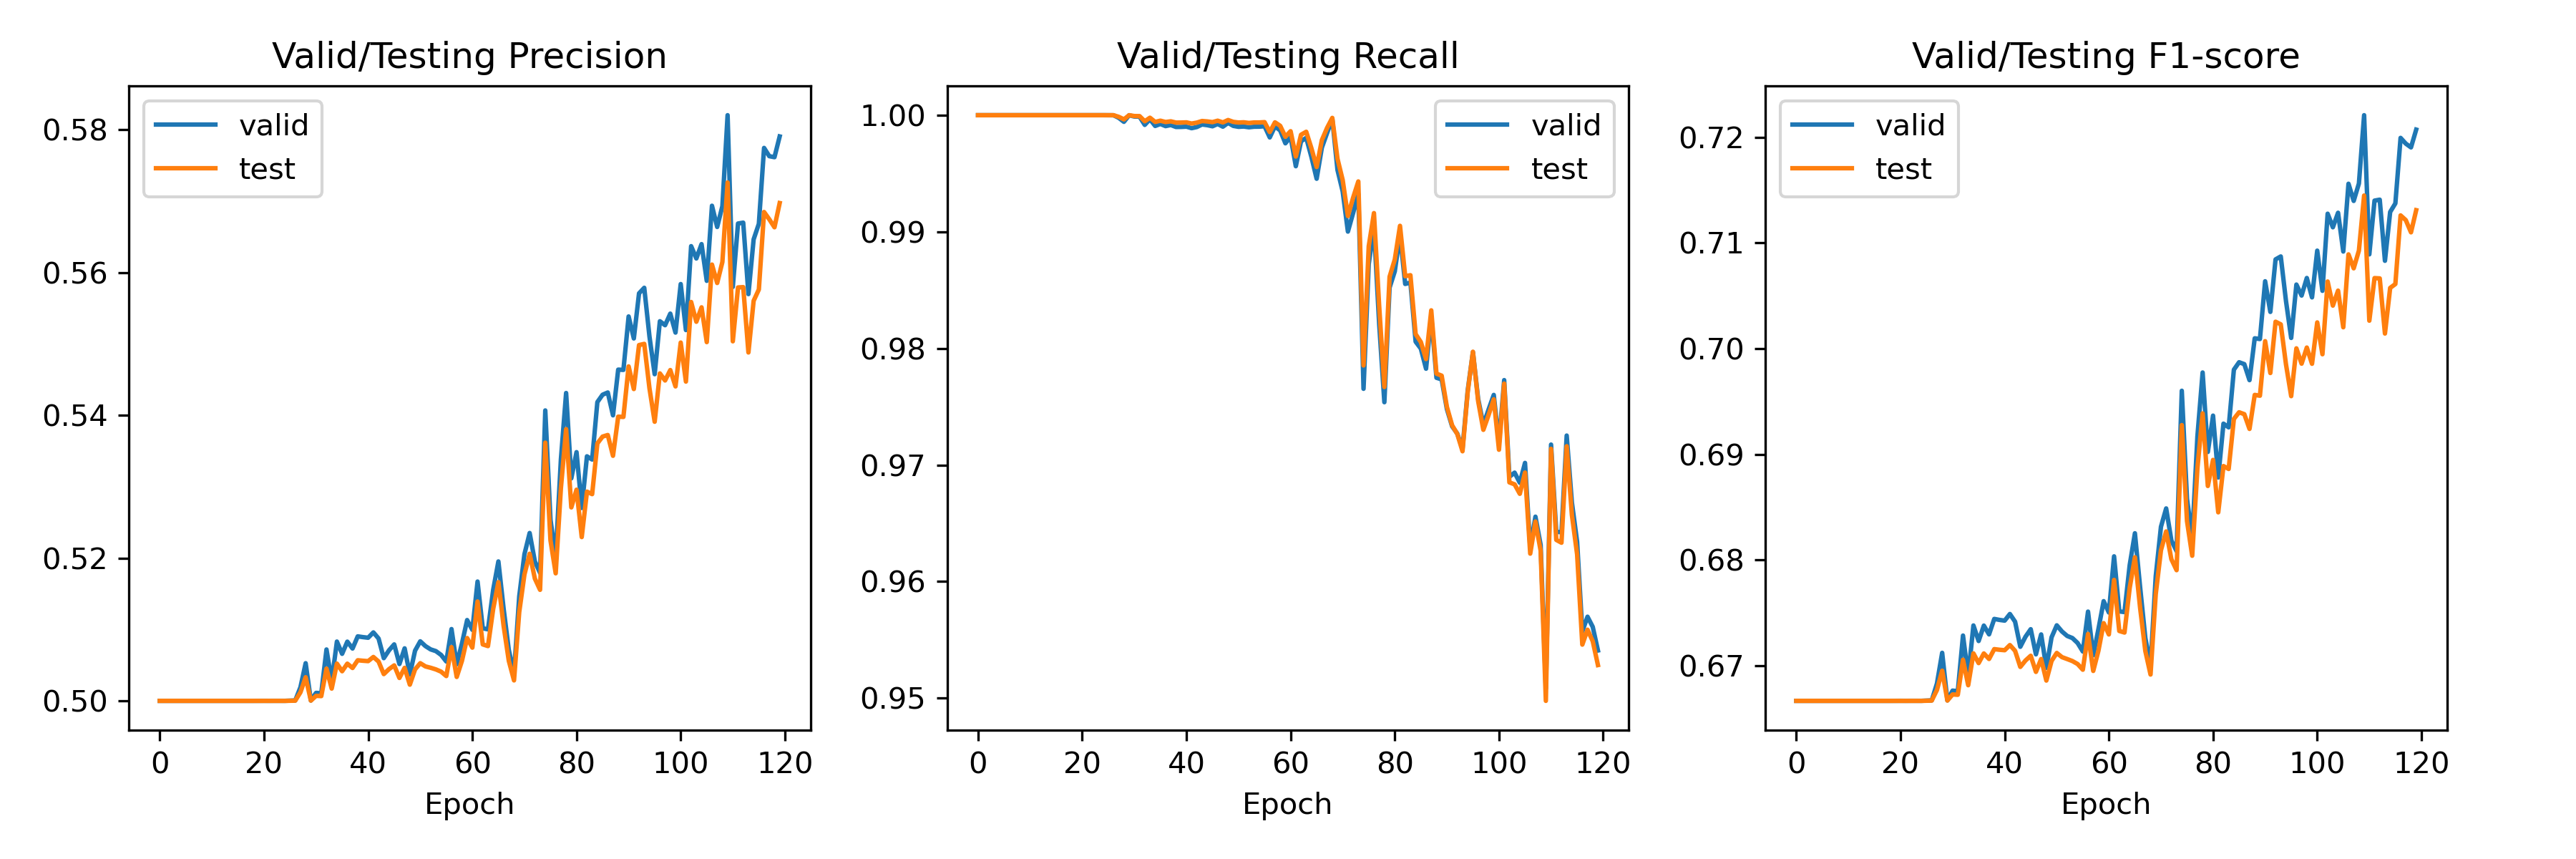 Valid/Testing Precision
valid
test
0.58
0.56
0.54
0.52
0.50
0 20 40 60 80 100 120
Epoch
Valid/Testing Recall
valid
test
1.00
0.99
0.98
0.97
0.96
0.95
0 20 40 60 80 100 120
Epoch
Valid/Testing F1-score
valid
test
0.72
0.71
0.70
0.69
0.68
0.67
0 20 40 60 80 100 120
Epoch